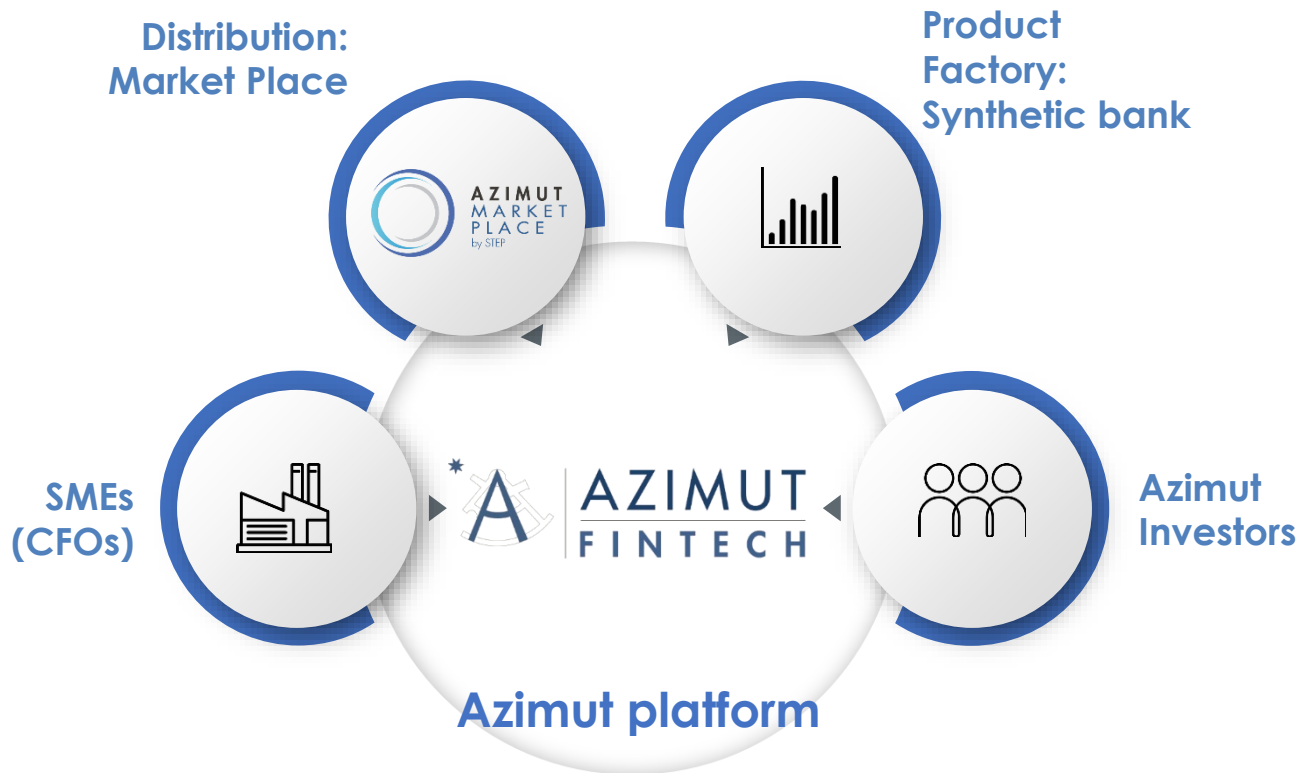 Distribution:
Market Place
Product
Factory:
Synthetic bank
AZIMUT
MARKET
PLACE
by STEP
SMEs
(CFOs)
A
AZIMUT
FINTECH
Azimut
Investors
Azimut platform